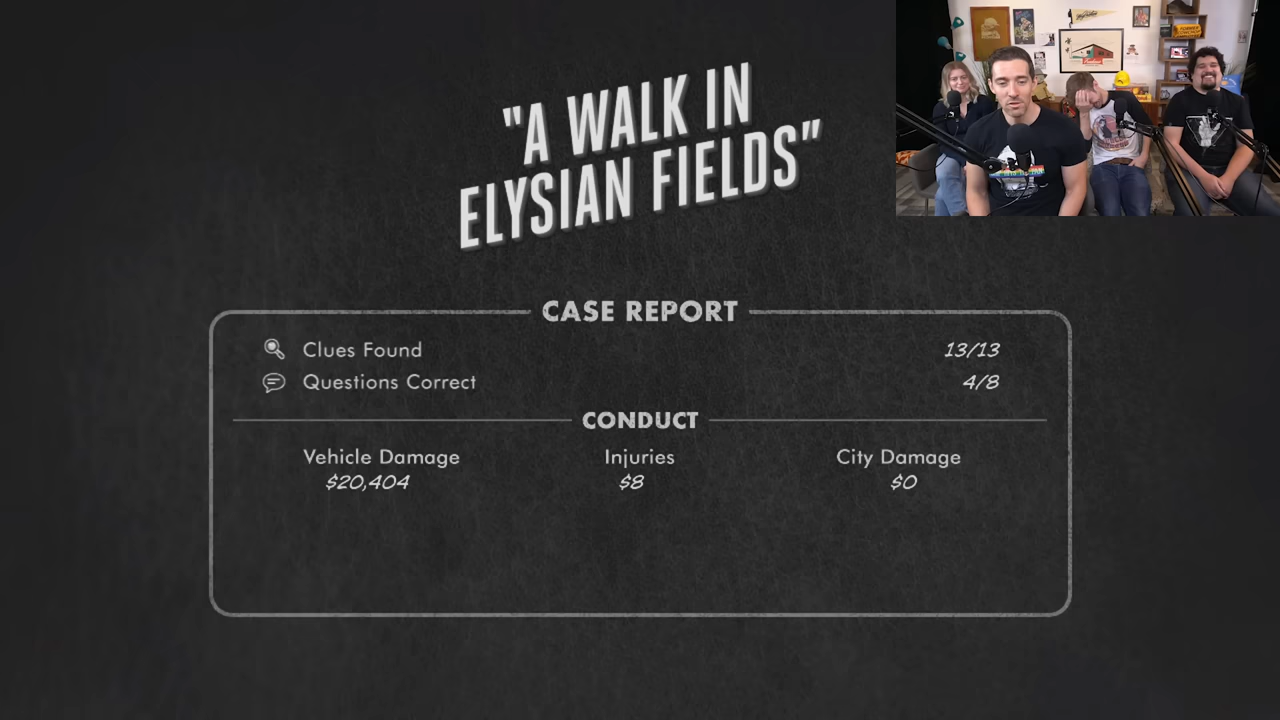 "A WALK IN
ELYSIAN FIELDS"
CASE REPORT
Clues Found 13/13
Questions Correct 4/8
CONDUCT
Vehicle Damage Injuries City Damage
$20,404 $8 $0